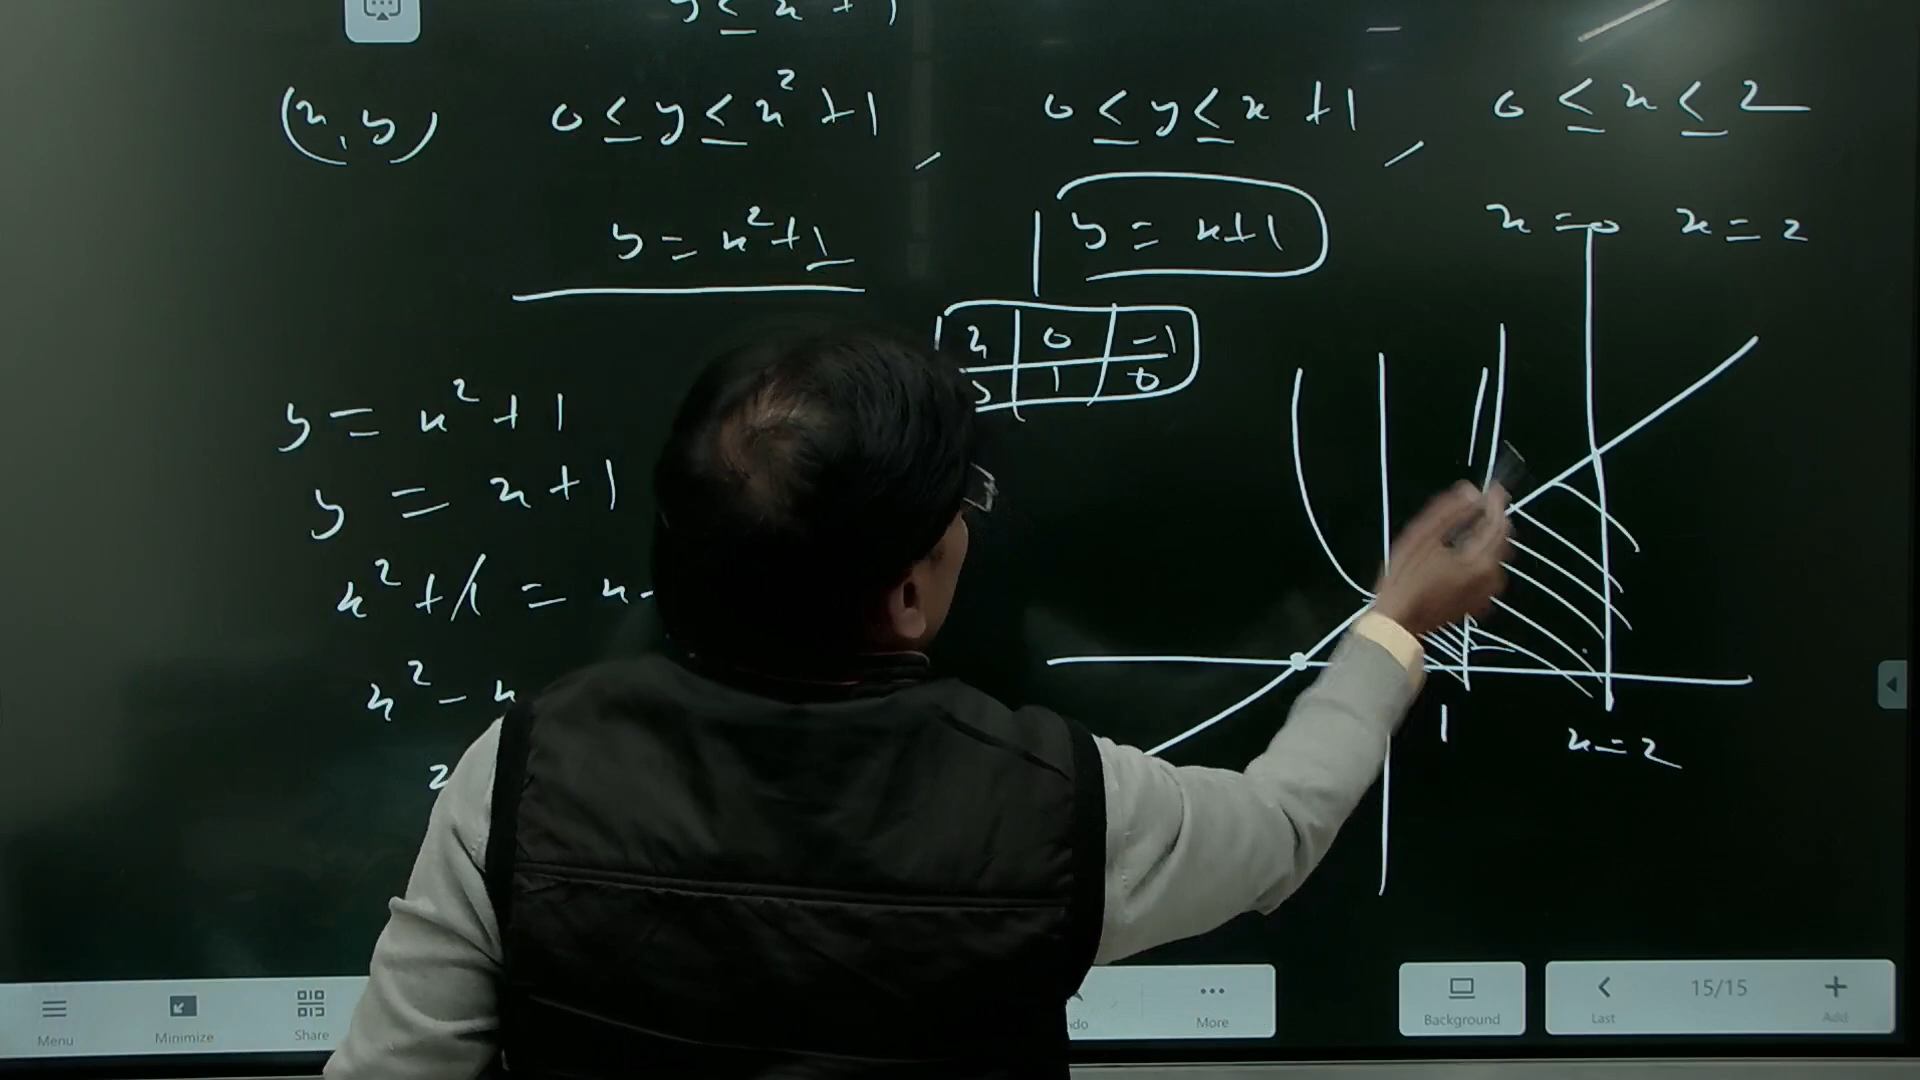 y ≤ x + 1
(x, y) 0 ≤ y ≤ x² + 1 , 0 ≤ y ≤ x + 1 , 0 ≤ x ≤ 2
y = x² + 1
y = x + 1
x = 0 x = 2
x 0 -1
y 1 0
y = x² + 1
y = x + 1
x² + 1 = x
x² - x
1
x = 2
Menu
Minimize
Share
More
Background
Last
15/15
Add